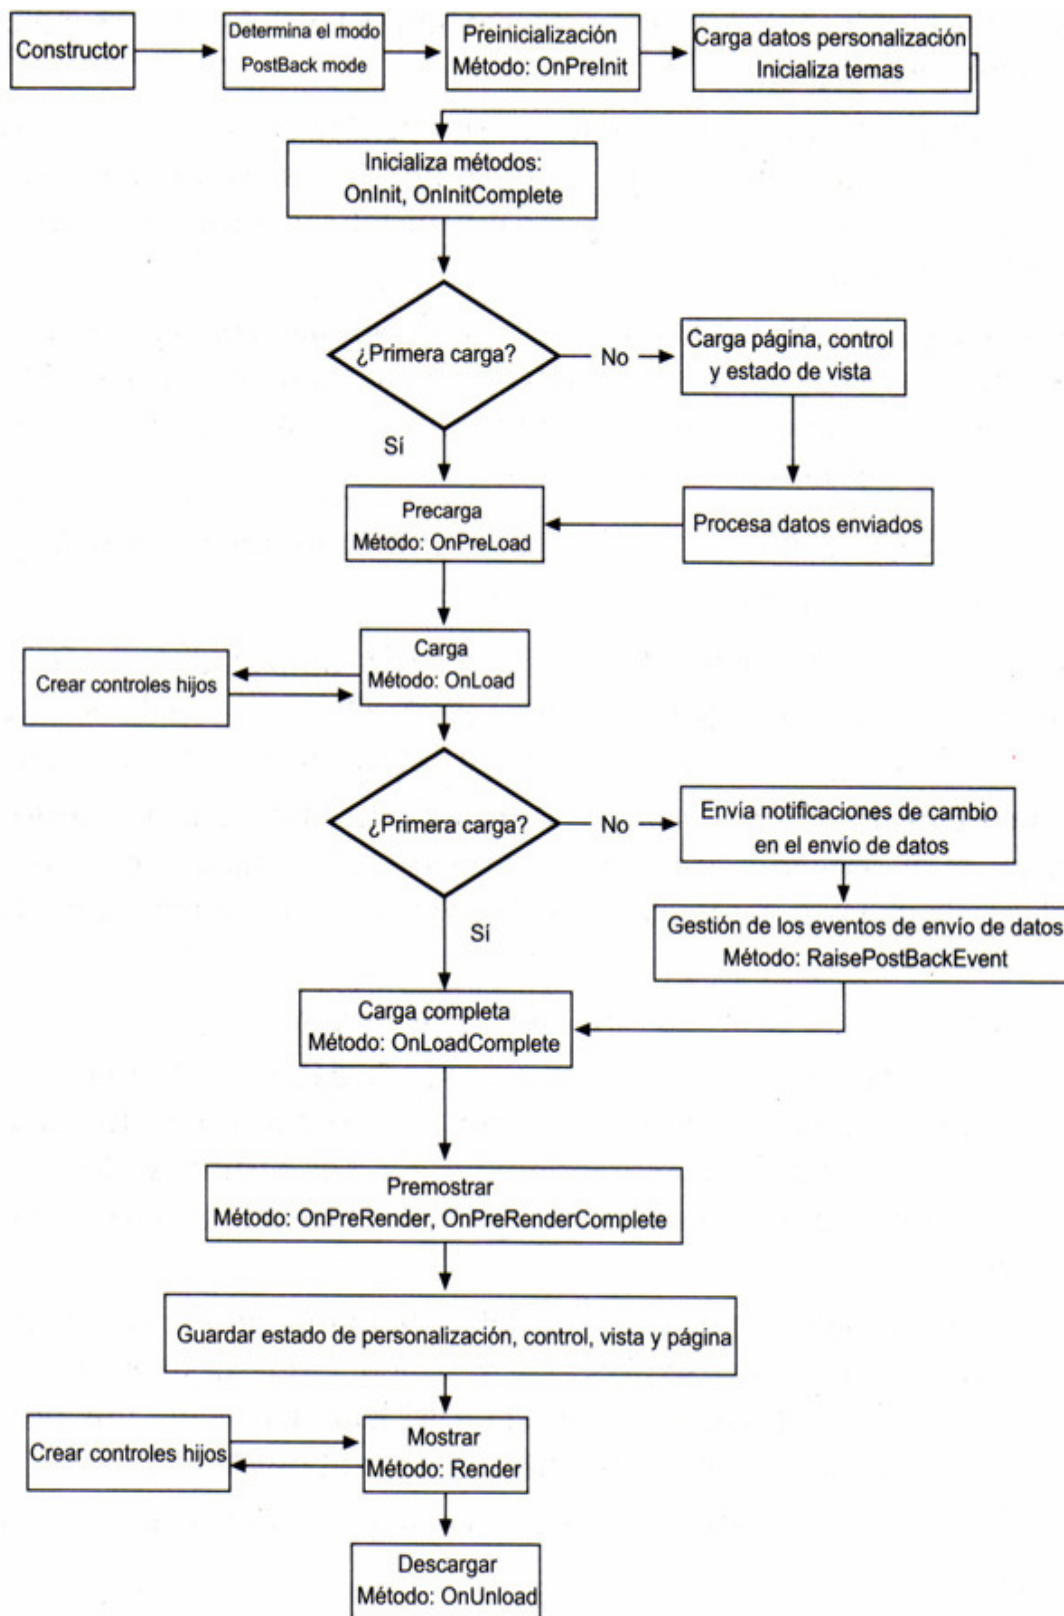 Constructor
Determina el modo
PostBack mode
Preinicialización
Método: OnPreInit
Carga datos personalización
Inicializa temas
Inicializa métodos:
OnInit, OnInitComplete
¿Primera carga?
No
Carga página, control
y estado de vista
Sí
Precarga
Método: OnPreLoad
Procesa datos enviados
Carga
Método: OnLoad
Crear controles hijos
¿Primera carga?
No
Envía notificaciones de cambio
en el envío de datos
Sí
Gestión de los eventos de envío de datos
Método: RaisePostBackEvent
Carga completa
Método: OnLoadComplete
Premostrar
Método: OnPreRender, OnPreRenderComplete
Guardar estado de personalización, control, vista y página
Crear controles hijos
Mostrar
Método: Render
Descargar
Método: OnUnload